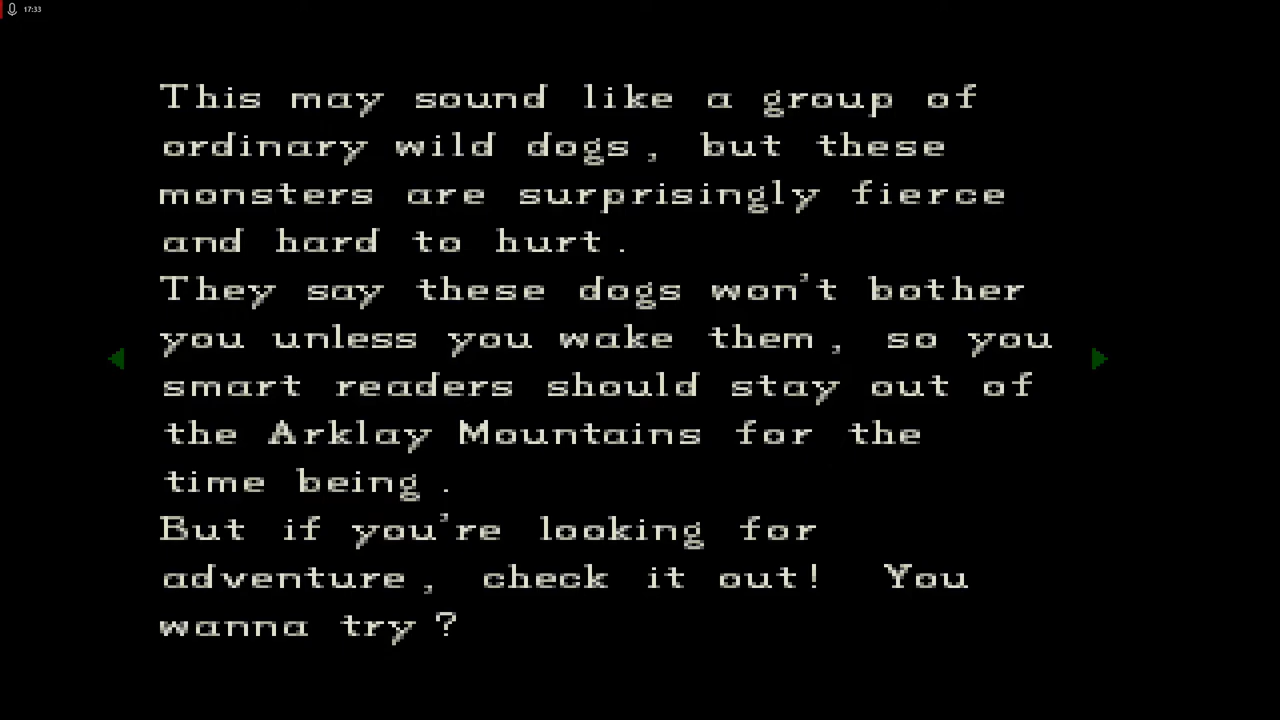 17:33
This may sound like a group of
ordinary wild dogs, but these
monsters are surprisingly fierce
and hard to hurt.
They say these dogs won't bother
you unless you wake them, so you
smart readers should stay out of
the Arklay Mountains for the
time being.
But if you're looking for
adventure, check it out! You
wanna try?